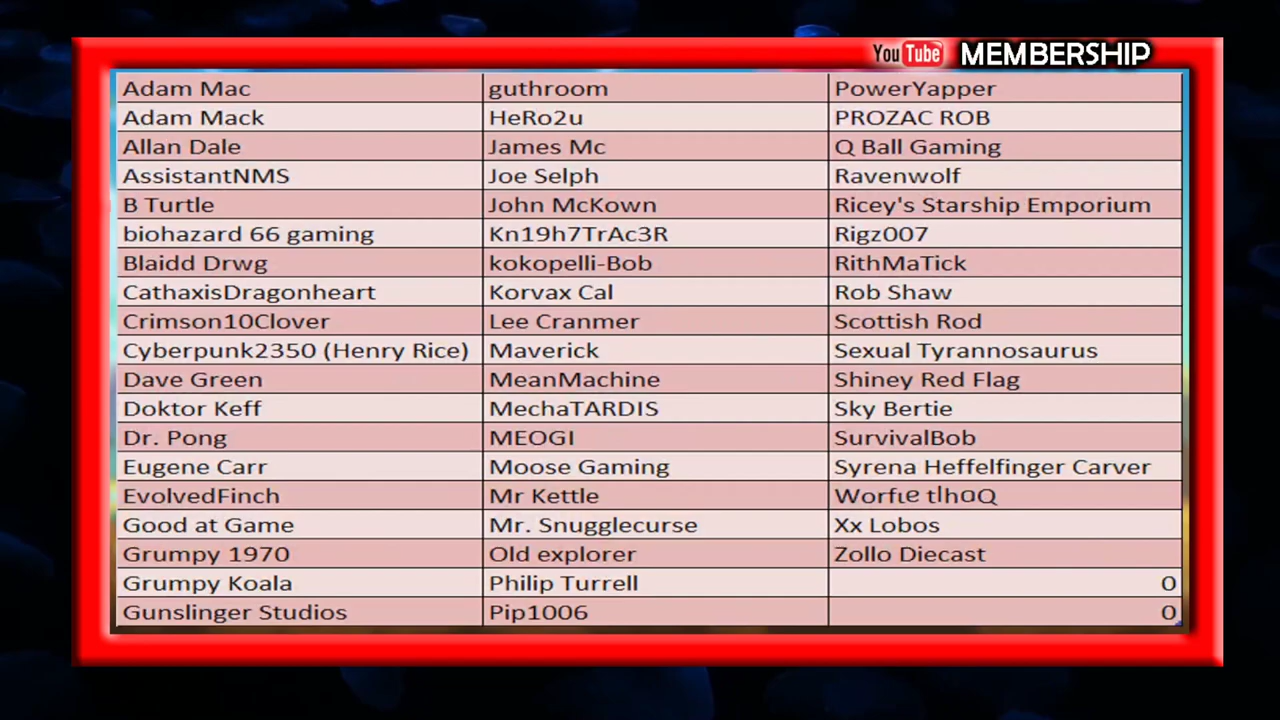 YouTube MEMBERSHIP
Adam Mac guthroom PowerYapper
Adam Mack HeRo2u PROZAC ROB
Allan Dale James Mc Q Ball Gaming
AssistantNMS Joe Selph Ravenwolf
B Turtle John McKown Ricey's Starship Emporium
biohazard 66 gaming Kn19h7TrAc3R Rigz007
Blaidd Drwg kokopelli-Bob RithMaTick
CathaxisDragonheart Korvax Cal Rob Shaw
Crimson10Clover Lee Cranmer Scottish Rod
Cyberpunk2350 (Henry Rice) Maverick Sexual Tyrannosaurus
Dave Green MeanMachine Shiney Red Flag
Doktor Keff MechaTARDIS Sky Bertie
Dr. Pong MEOGI SurvivalBob
Eugene Carr Moose Gaming Syrena Heffelfinger Carver
EvolvedFinch Mr Kettle Worfɩҽ tlhɑQ
Good at Game Mr. Snugglecurse Xx Lobos
Grumpy 1970 Old explorer Zollo Diecast
Grumpy Koala Philip Turrell 0
Gunslinger Studios Pip1006 0